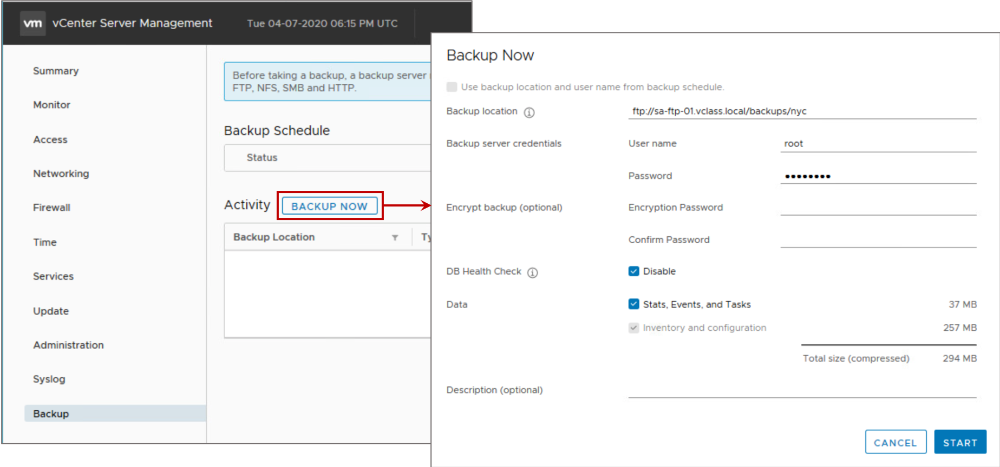 vm vCenter Server Management Tue 04-07-2020 06:15 PM UTC
Summary
Monitor
Access
Networking
Firewall
Time
Services
Update
Administration
Syslog
Backup
Before taking a backup, a backup server
FTP, NFS, SMB and HTTP.
Backup Schedule
Status
Activity BACKUP NOW
Backup Location
Backup Now
Use backup location and user name from backup schedule.
Backup location ftp://sa-ftp-01.vclass.local/backups/nyc
Backup server credentials User name root
Password ••••••••
Encrypt backup (optional) Encryption Password
Confirm Password
DB Health Check Disable
Data Stats, Events, and Tasks 37 MB
Inventory and configuration 257 MB
Total size (compressed) 294 MB
Description (optional)
CANCEL START